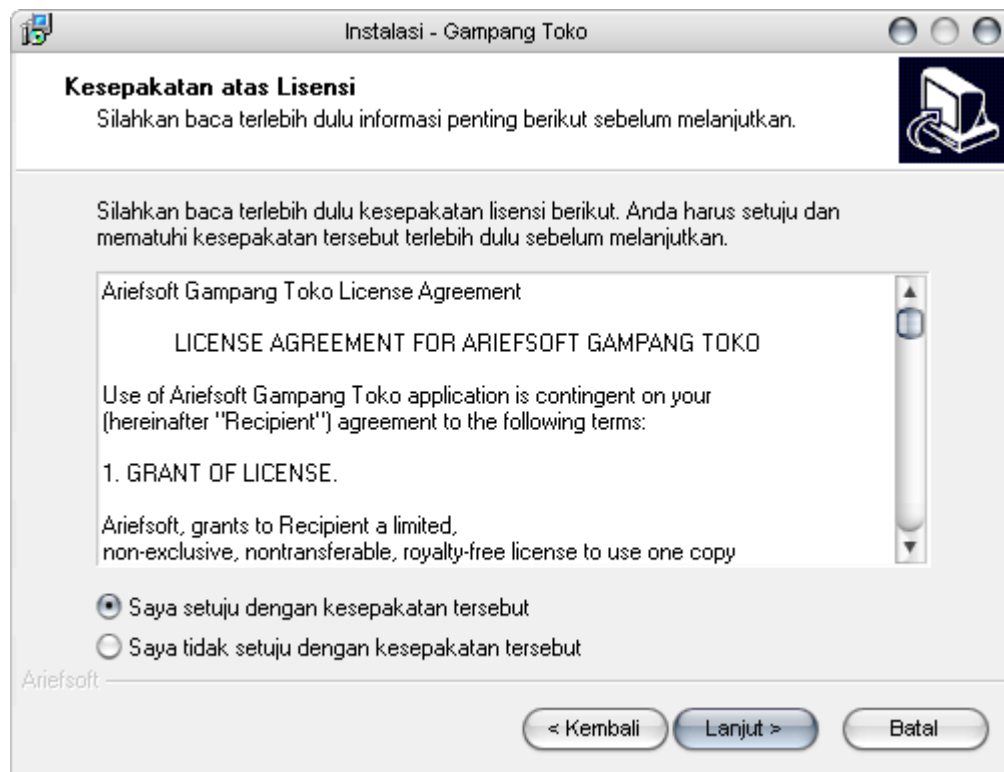 Instalasi - Gampang Toko
Kesepakatan atas Lisensi
Silahkan baca terlebih dulu informasi penting berikut sebelum melanjutkan.
Silahkan baca terlebih dulu kesepakatan lisensi berikut. Anda harus setuju dan
mematuhi kesepakatan tersebut terlebih dulu sebelum melanjutkan.
Ariefsoft Gampang Toko License Agreement
LICENSE AGREEMENT FOR ARIEFSOFT GAMPANG TOKO
Use of Ariefsoft Gampang Toko application is contingent on your
(hereinafter "Recipient") agreement to the following terms:
1. GRANT OF LICENSE.
Ariefsoft, grants to Recipient a limited,
non-exclusive, nontransferable, royalty-free license to use one copy
Saya setuju dengan kesepakatan tersebut
Saya tidak setuju dengan kesepakatan tersebut
Ariefsoft
< Kembali
Lanjut >
Batal